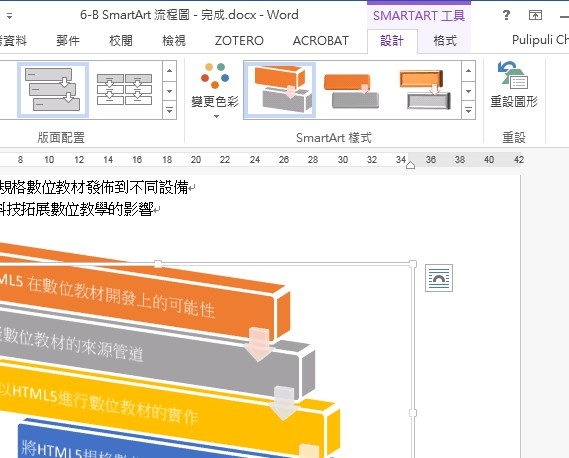 6-B SmartArt 流程圖 - 完成.docx - Word
SMARTART 工具
?
資料
郵件
校閱
檢視
ZOTERO
ACROBAT
設計
格式
Pulipuli Ch
變更色彩
重設圖形
版面配置
SmartArt 樣式
重設
8 10 12 14 16 18 20 22 24 26 28 30 32 34 36 38 40 42
規格數位教材發佈到不同設備
科技拓展數位教學的影響
ML5 在數位教材開發上的可能性
數位教材的來源管道
以HTML5進行數位教材的實作
將HTML5規格數